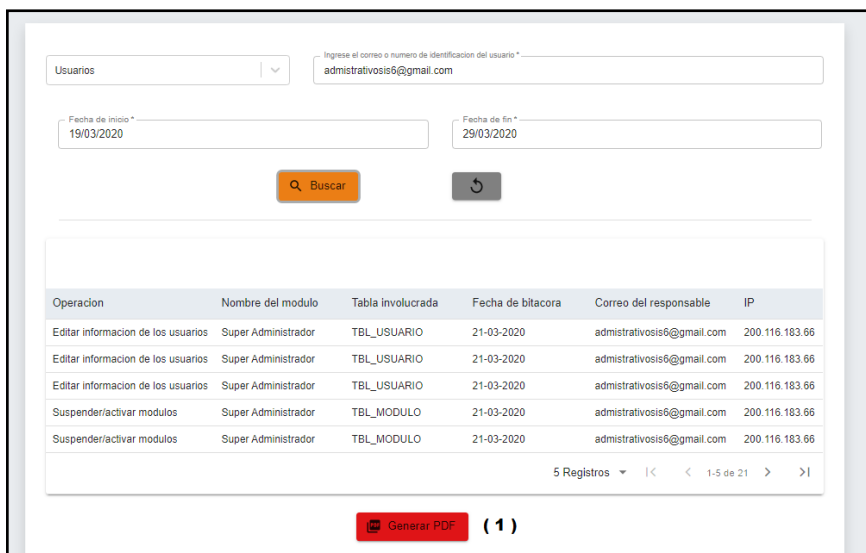 Ingrese el correo o numero de identificacion del usuario *
Usuarios
admistrativosis6@gmail.com
Fecha de inicio *
Fecha de fin *
19/03/2020
29/03/2020
Buscar
Operacion Nombre del modulo Tabla involucrada Fecha de bitacora Correo del responsable IP
Editar informacion de los usuarios Super Administrador TBL_USUARIO 21-03-2020 admistrativosis6@gmail.com 200.116.183.66
Editar informacion de los usuarios Super Administrador TBL_USUARIO 21-03-2020 admistrativosis6@gmail.com 200.116.183.66
Editar informacion de los usuarios Super Administrador TBL_USUARIO 21-03-2020 admistrativosis6@gmail.com 200.116.183.66
Suspender/activar modulos Super Administrador TBL_MODULO 21-03-2020 admistrativosis6@gmail.com 200.116.183.66
Suspender/activar modulos Super Administrador TBL_MODULO 21-03-2020 admistrativosis6@gmail.com 200.116.183.66
5 Registros 1-5 de 21
Generar PDF (1)